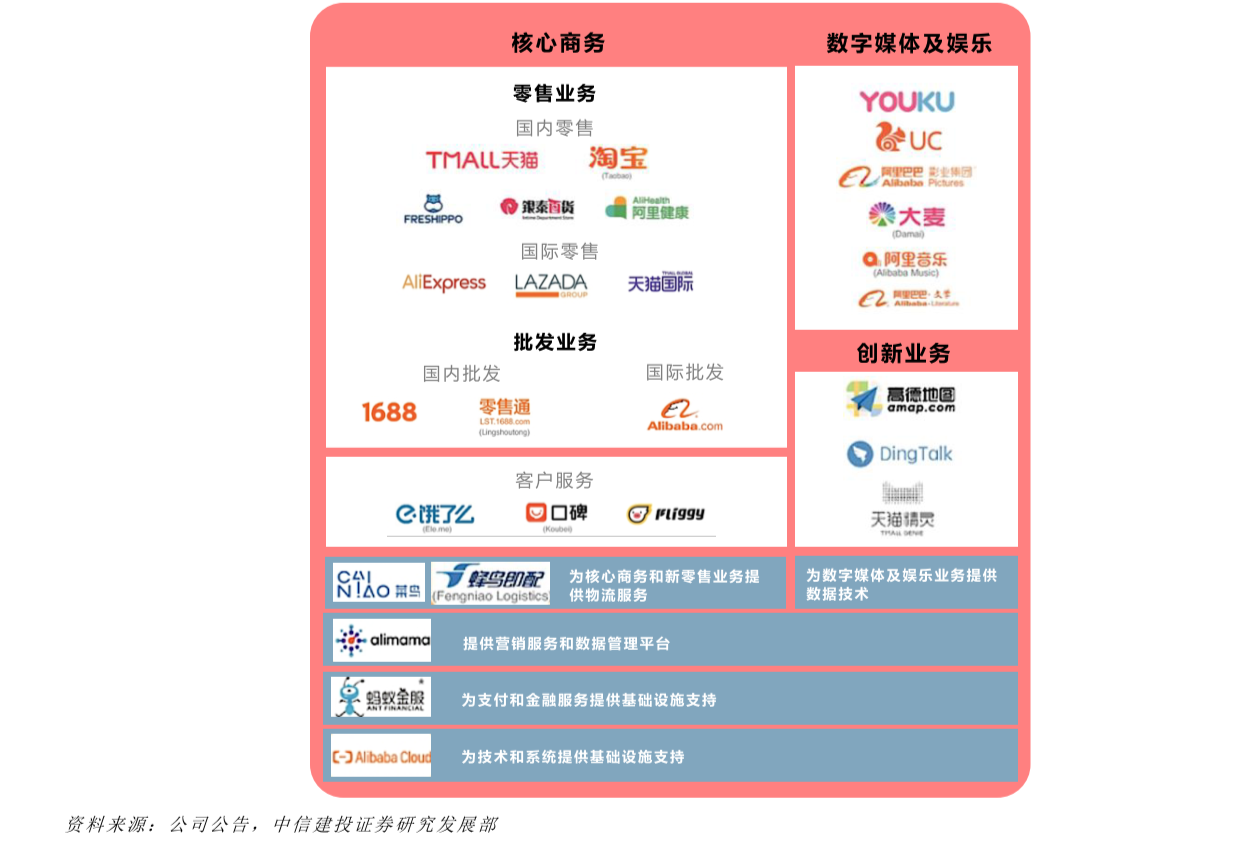 核心商务
零售业务
国内零售
TMALL天猫 淘宝
(Taobao)
FRESHIPPO 银泰百货 AliHealth
Intime Department Store 阿里健康
国际零售
AliExpress LAZADA GROUP TMALL GLOBAL 天猫国际
批发业务
国内批发 国际批发
1688 零售通
LST.1688.com Alibaba.com
(Lingshoutong)
客户服务
饿了么 口碑 Fliggy
(Ele.me) (Koubei)
数字媒体及娱乐
YOUKU
UC
阿里巴巴 影业集团
Alibaba Pictures
大麦
(Damai)
阿里音乐
(Alibaba Music)
阿里巴巴·文学
Alibaba·Literature
创新业务
高德地图
amap.com
DingTalk
天猫精灵
TMALL GENIE
CAINIAO 菜鸟 蜂鸟即配
(Fengniao Logistics
为核心商务和新零售业务提
供物流服务
为数字媒体及娱乐业务提供
数据技术
alimama 提供营销服务和数据管理平台
蚂蚁金服
ANT FINANCIAL 为支付和金融服务提供基础设施支持
Alibaba Cloud 为技术和系统提供基础设施支持
资料来源：公司公告，中信建投证券研究发展部